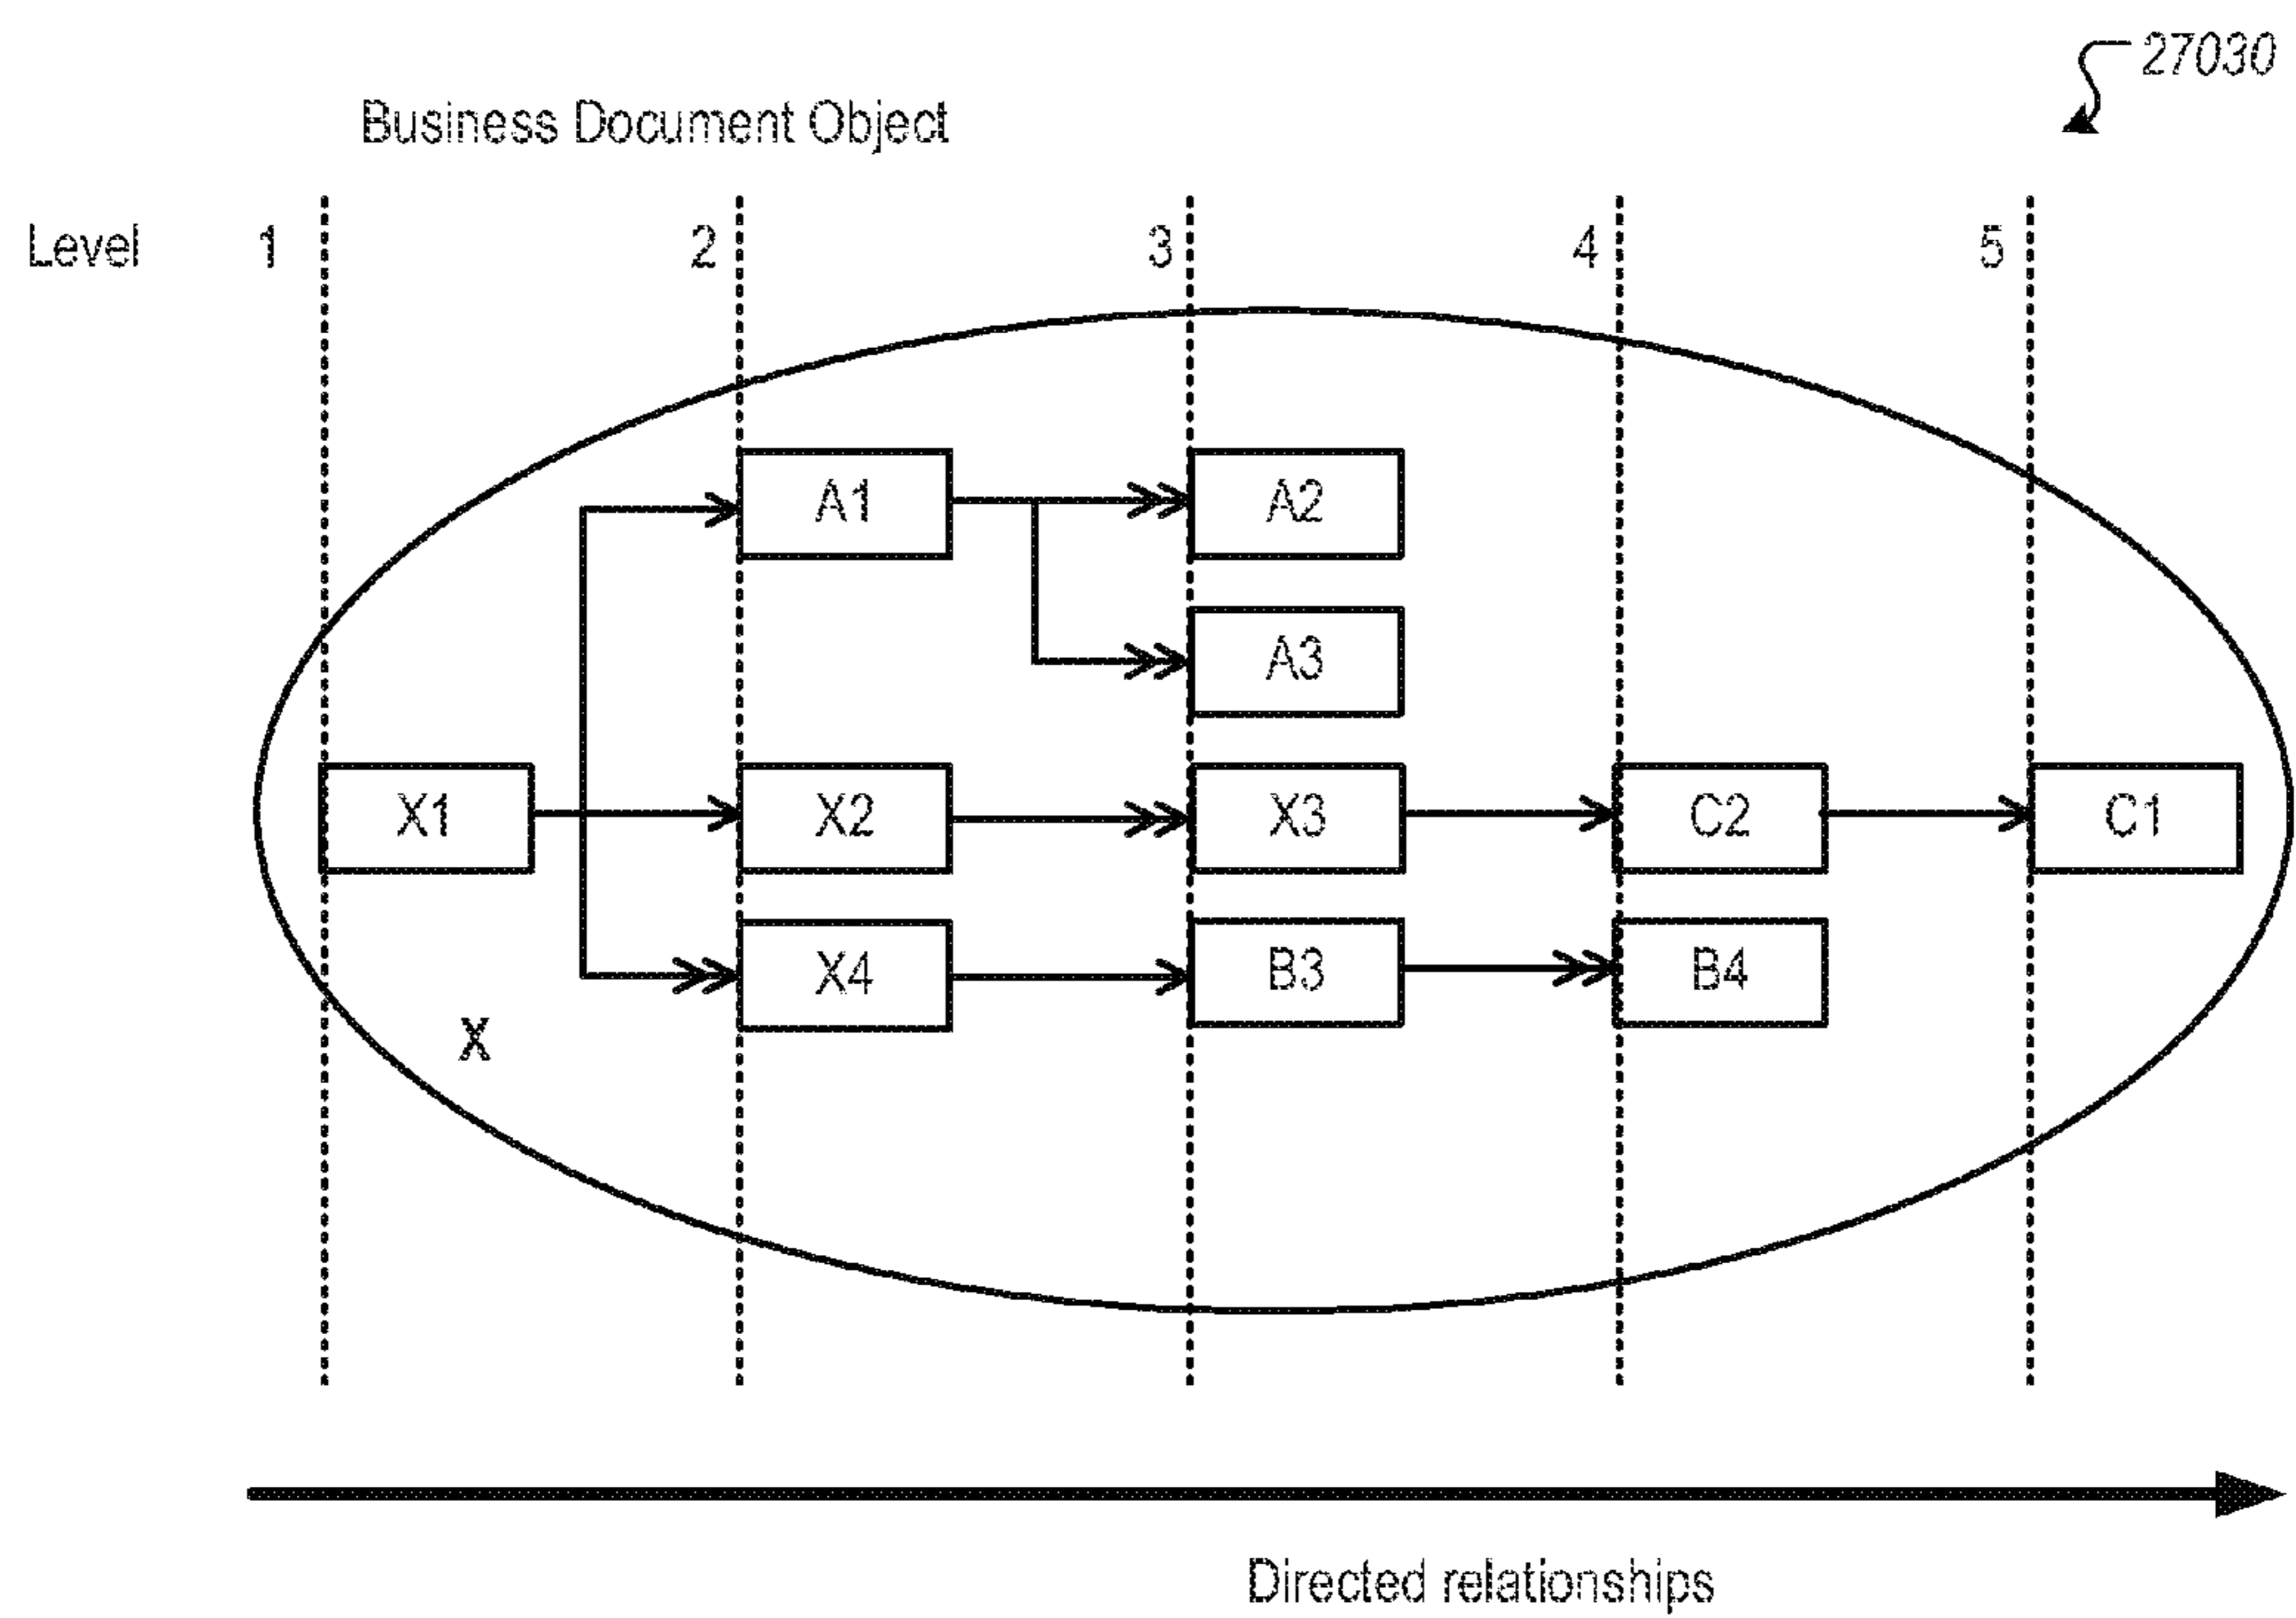 27030
Business Document Object
Level 1 2 3 4 5
A1 A2
A3
X1 X2 X3 C2 C1
X4 B3 B4
X
Directed relationships